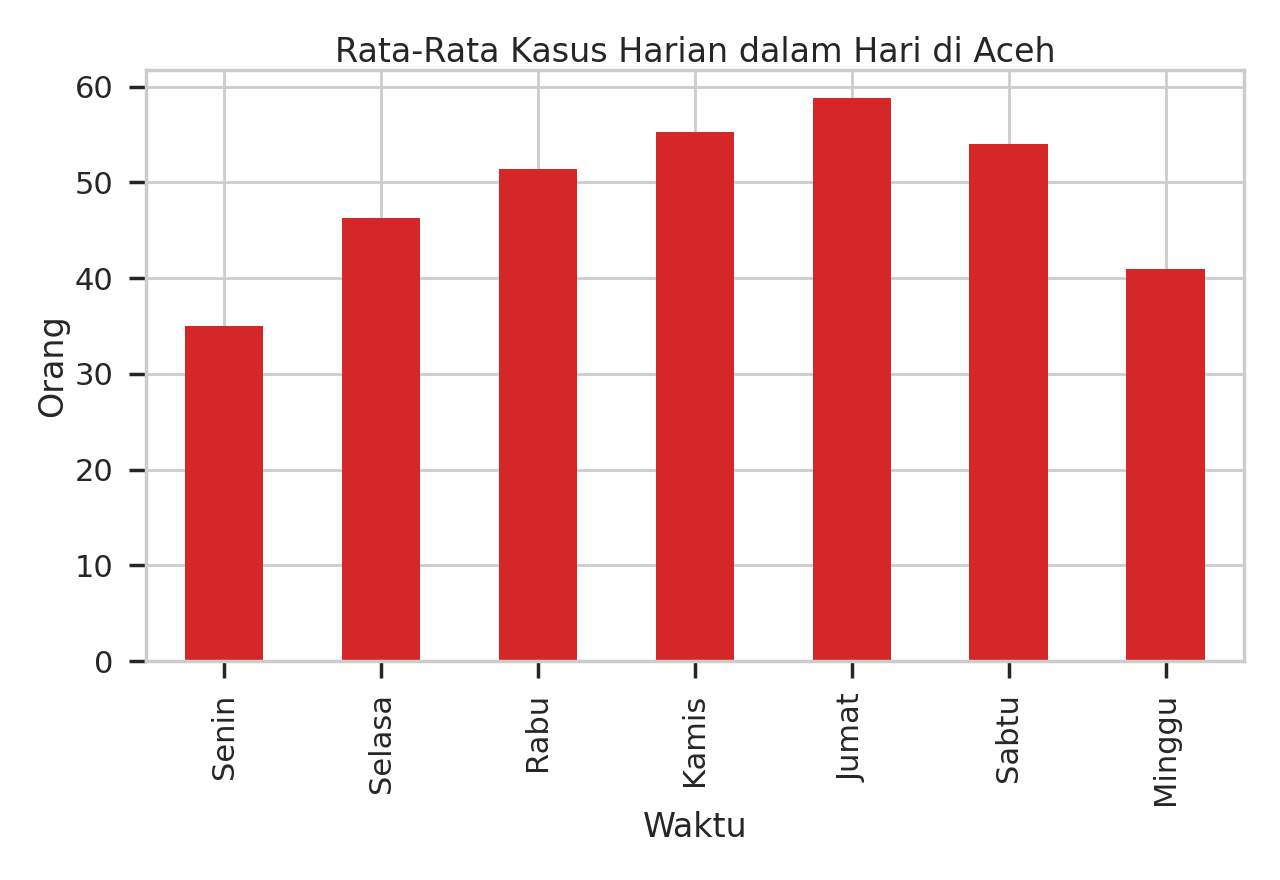 Rata-Rata Kasus Harian dalam Hari di Aceh
60
50
40
30
20
10
0
Orang
Senin
Selasa
Rabu
Kamis
Jumat
Sabtu
Minggu
Waktu